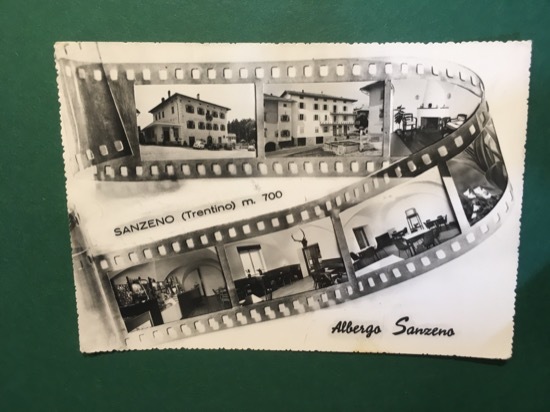 SANZENO (Trentino) m. 700
Albergo Sanzeno